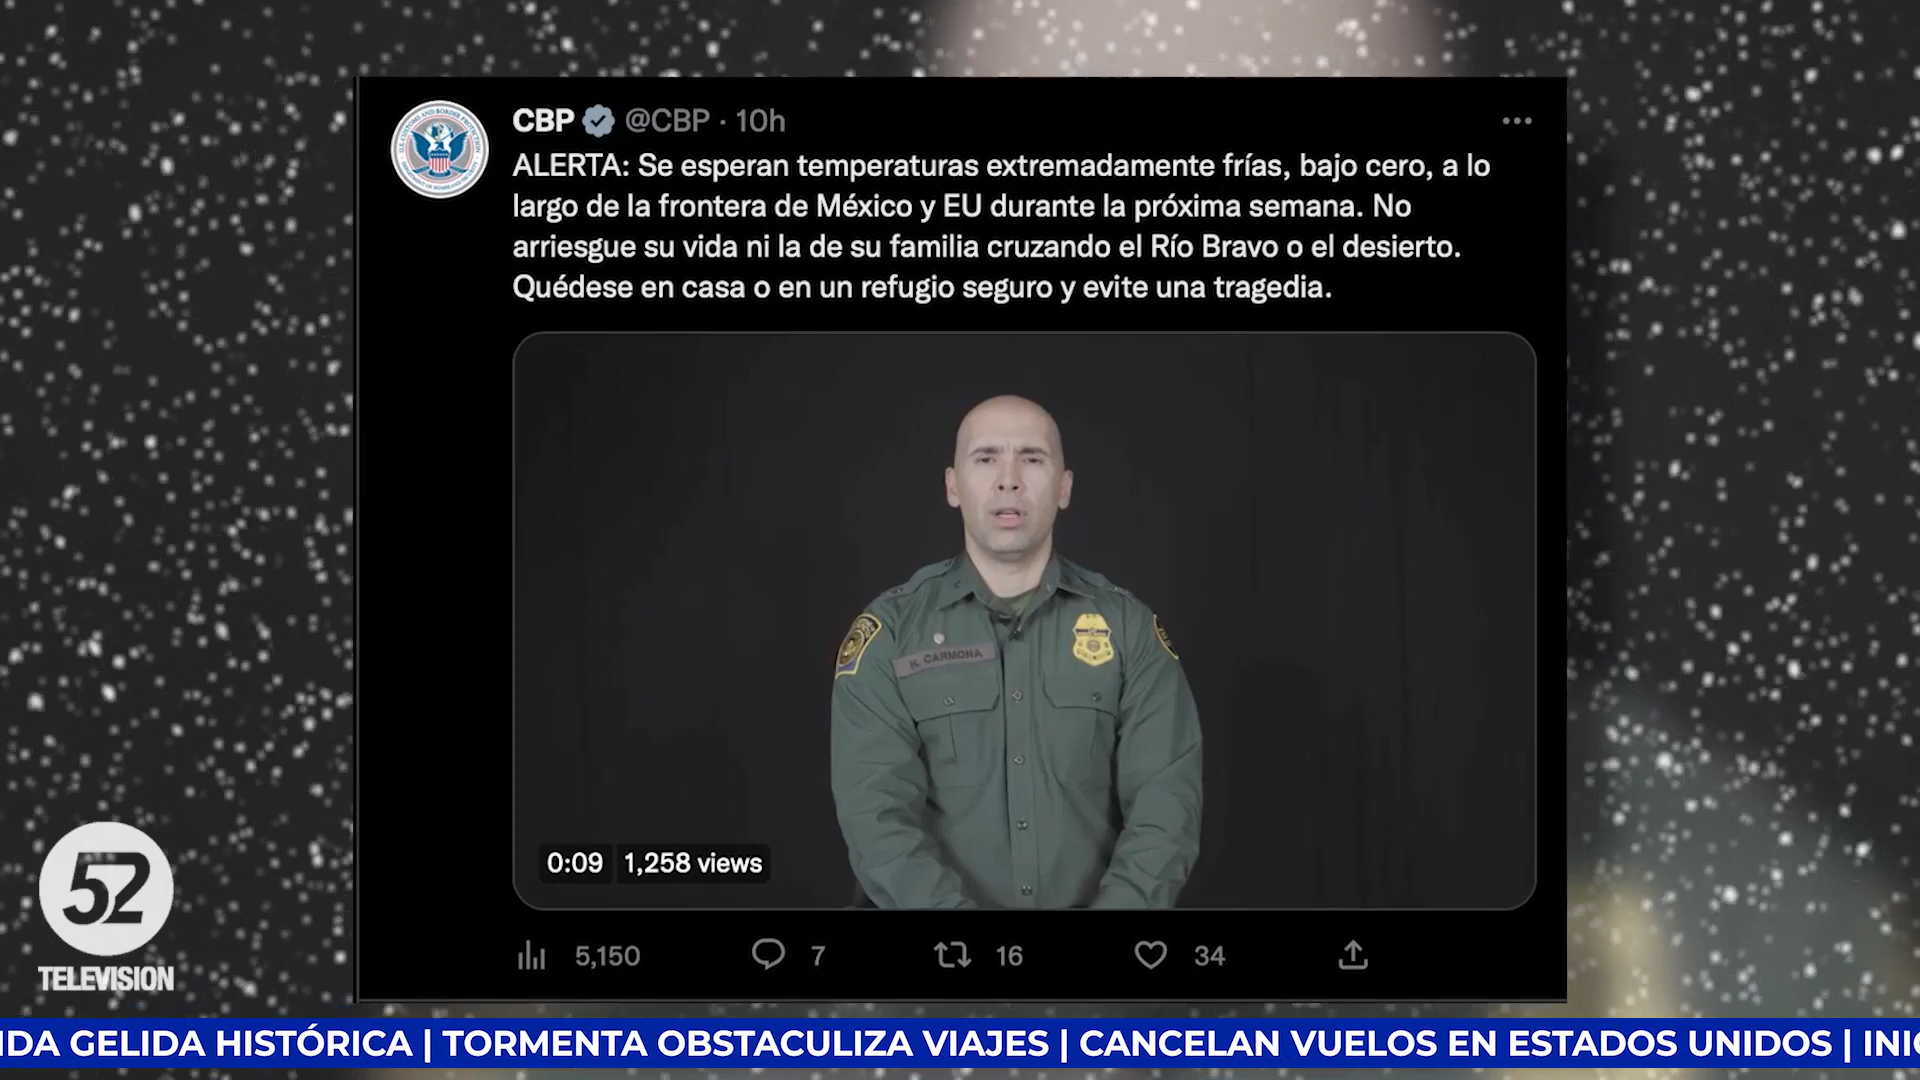 CBP @CBP · 10h
ALERTA: Se esperan temperaturas extremadamente frías, bajo cero, a lo
largo de la frontera de México y EU durante la próxima semana. No
arriesgue su vida ni la de su familia cruzando el Río Bravo o el desierto.
Quédese en casa o en un refugio seguro y evite una tragedia.
H. CARMONA
0:09 1,258 views
5,150 7 16 34
52
TELEVISION
GELIDA HISTÓRICA | TORMENTA OBSTACULIZA VIAJES | CANCELAN VUELOS EN ESTADOS UNIDOS |